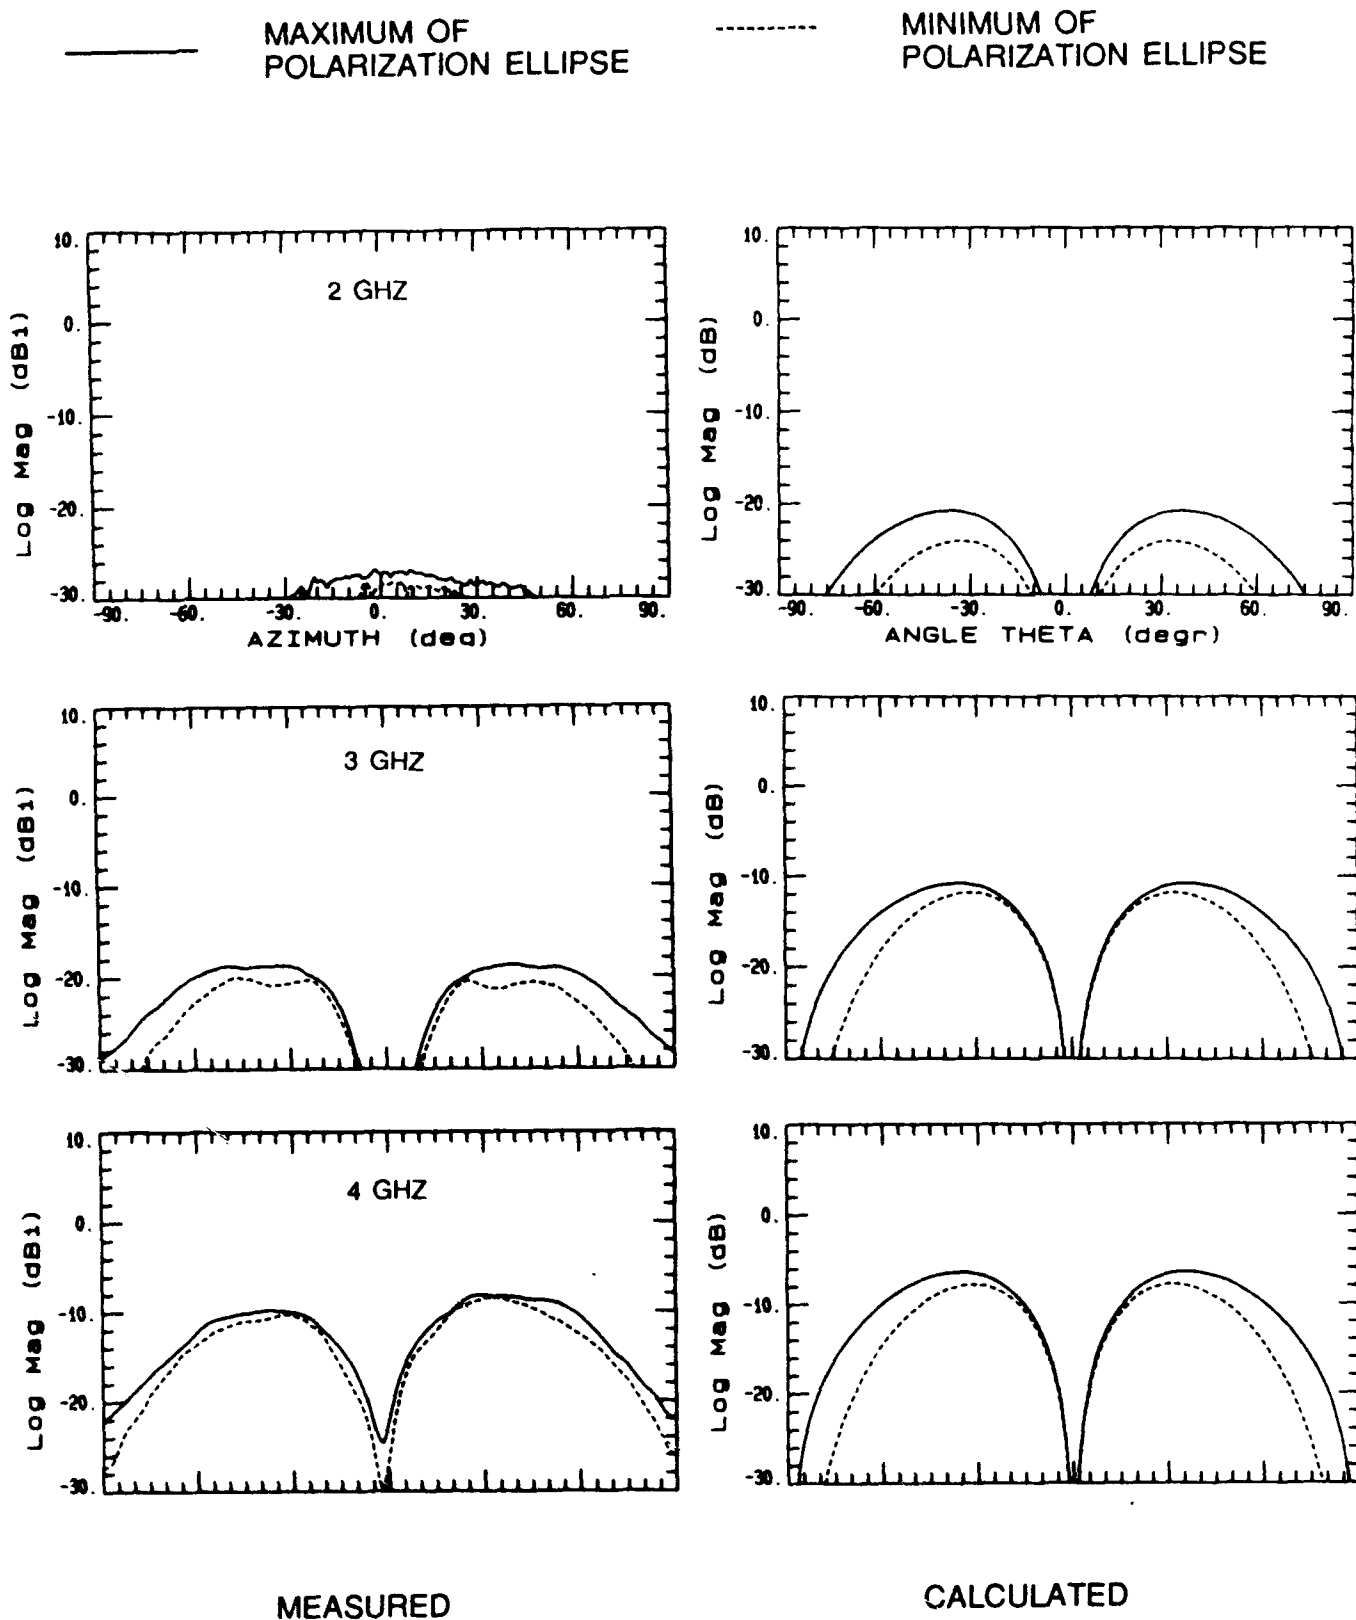 MAXIMUM OF
POLARIZATION ELLIPSE
MINIMUM OF
POLARIZATION ELLIPSE
10.
0.
-10.
-20.
-30.
Log Mag (dBi)
2 GHZ
-90. -60. -30. 0. 30. 60. 90.
AZIMUTH (deg)
10.
0.
-10.
-20.
-30.
Log Mag (dB)
-90. -60. -30. 0. 30. 60. 90.
ANGLE THETA (degr)
10.
0.
-10.
-20.
-30.
Log Mag (dBi)
3 GHZ
10.
0.
-10.
-20.
-30.
Log Mag (dB)
10.
0.
-10.
-20.
-30.
Log Mag (dBi)
4 GHZ
10.
0.
-10.
-20.
-30.
Log Mag (dB)
MEASURED
CALCULATED